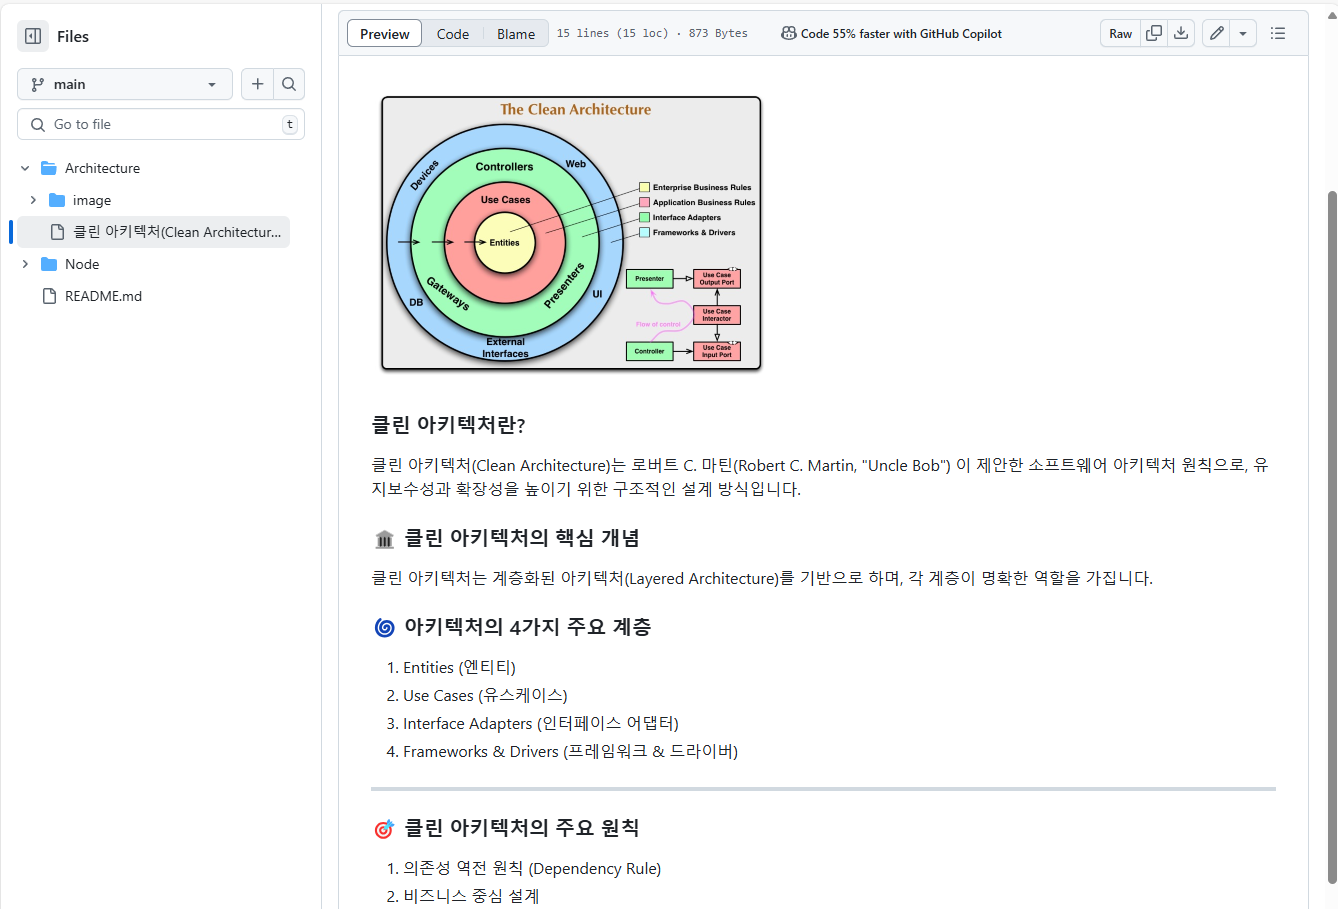 Files
main
Go to file
t
Architecture
image
클린 아키텍처(Clean Architectur...
Node
README.md
Preview
Code
Blame
15 lines (15 loc) · 873 Bytes
Code 55% faster with GitHub Copilot
Raw
The Clean Architecture
Devices
Web
Controllers
Use Cases
Entities
Gateways
Presenters
DB
UI
External
Interfaces
Enterprise Business Rules
Application Business Rules
Interface Adapters
Frameworks & Drivers
Presenter
Use Case
Output Port
Flow of control
Use Case
Interactor
Controller
Use Case
Input Port
클린 아키텍처란?
클린 아키텍처(Clean Architecture)는 로버트 C. 마틴(Robert C. Martin, "Uncle Bob") 이 제안한 소프트웨어 아키텍처 원칙으로, 유
지보수성과 확장성을 높이기 위한 구조적인 설계 방식입니다.
🏛️ 클린 아키텍처의 핵심 개념
클린 아키텍처는 계층화된 아키텍처(Layered Architecture)를 기반으로 하며, 각 계층이 명확한 역할을 가집니다.
🌀 아키텍처의 4가지 주요 계층
1. Entities (엔티티)
2. Use Cases (유스케이스)
3. Interface Adapters (인터페이스 어댑터)
4. Frameworks & Drivers (프레임워크 & 드라이버)
🎯 클린 아키텍처의 주요 원칙
1. 의존성 역전 원칙 (Dependency Rule)
2. 비즈니스 중심 설계